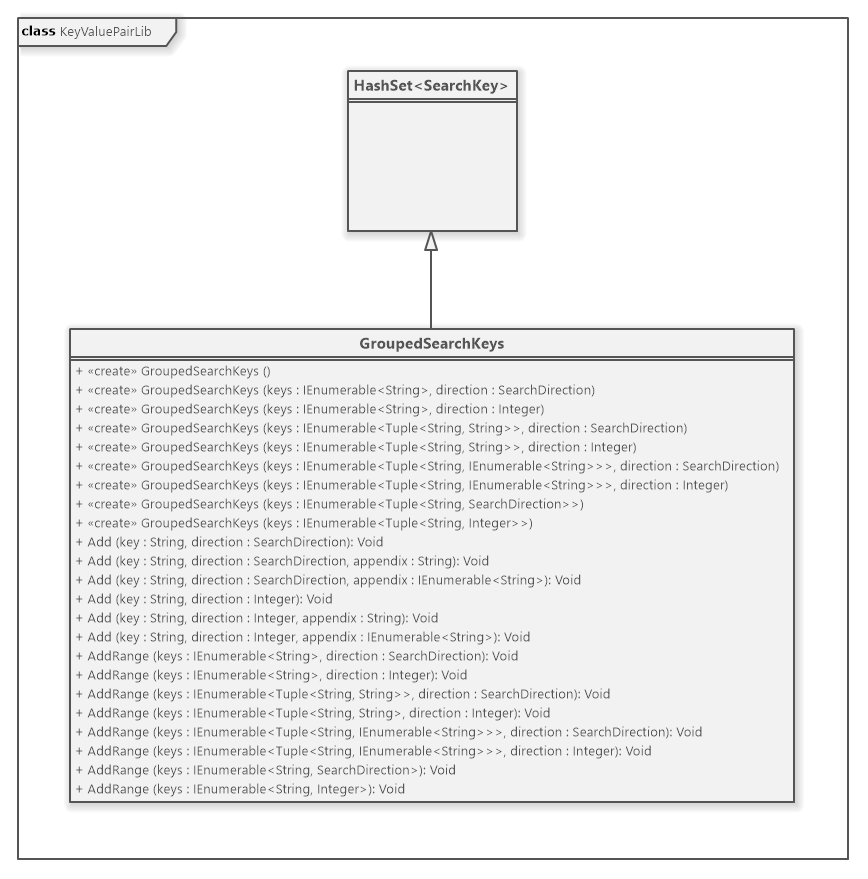 class KeyValuePairLib
HashSet<SearchKey>
GroupedSearchKeys
+ «create» GroupedSearchKeys ()
+ «create» GroupedSearchKeys (keys : IEnumerable<String>, direction : SearchDirection)
+ «create» GroupedSearchKeys (keys : IEnumerable<String>, direction : Integer)
+ «create» GroupedSearchKeys (keys : IEnumerable<Tuple<String, String>>, direction : SearchDirection)
+ «create» GroupedSearchKeys (keys : IEnumerable<Tuple<String, String>>, direction : Integer)
+ «create» GroupedSearchKeys (keys : IEnumerable<Tuple<String, IEnumerable<String>>>, direction : SearchDirection)
+ «create» GroupedSearchKeys (keys : IEnumerable<Tuple<String, IEnumerable<String>>>, direction : Integer)
+ «create» GroupedSearchKeys (keys : IEnumerable<Tuple<String, SearchDirection>>)
+ «create» GroupedSearchKeys (keys : IEnumerable<Tuple<String, Integer>>)
+ Add (key : String, direction : SearchDirection): Void
+ Add (key : String, direction : SearchDirection, appendix : String): Void
+ Add (key : String, direction : SearchDirection, appendix : IEnumerable<String>): Void
+ Add (key : String, direction : Integer): Void
+ Add (key : String, direction : Integer, appendix : String): Void
+ Add (key : String, direction : Integer, appendix : IEnumerable<String>): Void
+ AddRange (keys : IEnumerable<String>, direction : SearchDirection): Void
+ AddRange (keys : IEnumerable<String>, direction : Integer): Void
+ AddRange (keys : IEnumerable<Tuple<String, String>>, direction : SearchDirection): Void
+ AddRange (keys : IEnumerable<Tuple<String, String>, direction : Integer): Void
+ AddRange (keys : IEnumerable<Tuple<String, IEnumerable<String>>>, direction : SearchDirection): Void
+ AddRange (keys : IEnumerable<Tuple<String, IEnumerable<String>>>, direction : Integer): Void
+ AddRange (keys : IEnumerable<String, SearchDirection>): Void
+ AddRange (keys : IEnumerable<String, Integer>): Void